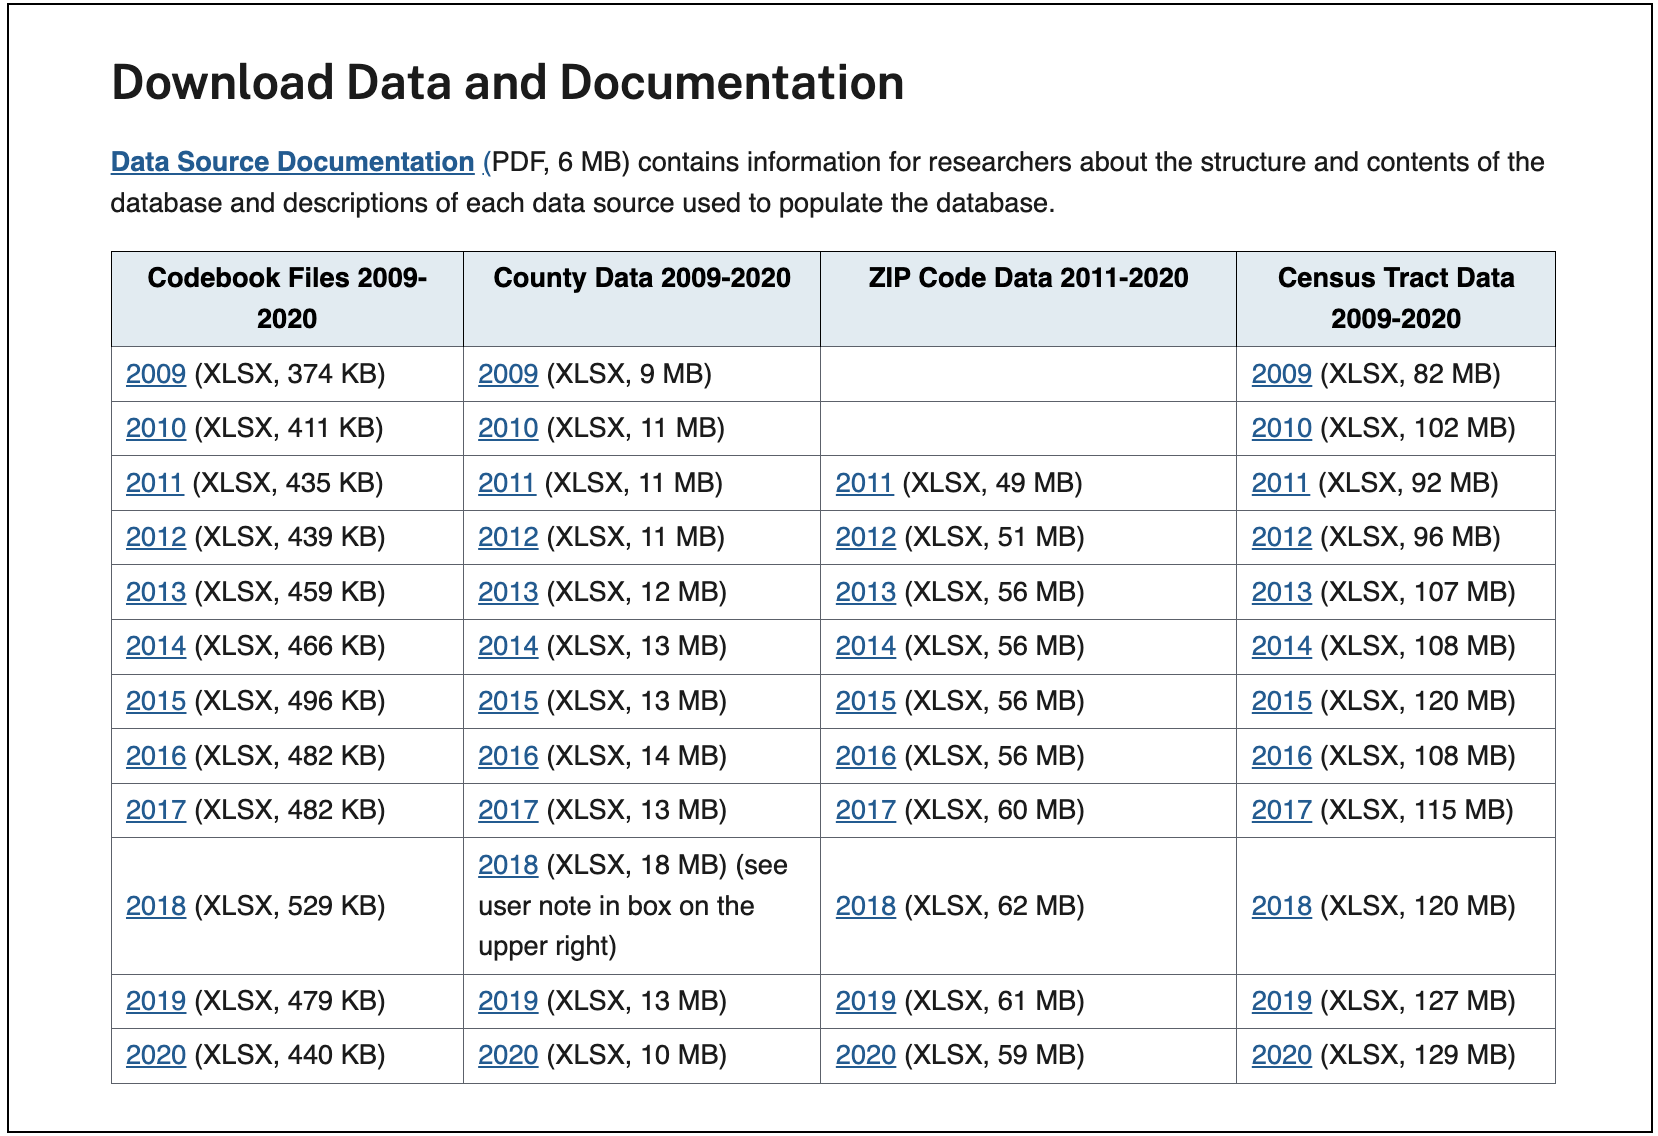 Download Data and Documentation
Data Source Documentation (PDF, 6 MB) contains information for researchers about the structure and contents of the
database and descriptions of each data source used to populate the database.
Codebook Files 2009-
2020
County Data 2009-2020
ZIP Code Data 2011-2020
Census Tract Data
2009-2020
2009 (XLSX, 374 KB)
2009 (XLSX, 9 MB)
2009 (XLSX, 82 MB)
2010 (XLSX, 411 KB)
2010 (XLSX, 11 MB)
2010 (XLSX, 102 MB)
2011 (XLSX, 435 KB)
2011 (XLSX, 11 MB)
2011 (XLSX, 49 MB)
2011 (XLSX, 92 MB)
2012 (XLSX, 439 KB)
2012 (XLSX, 11 MB)
2012 (XLSX, 51 MB)
2012 (XLSX, 96 MB)
2013 (XLSX, 459 KB)
2013 (XLSX, 12 MB)
2013 (XLSX, 56 MB)
2013 (XLSX, 107 MB)
2014 (XLSX, 466 KB)
2014 (XLSX, 13 MB)
2014 (XLSX, 56 MB)
2014 (XLSX, 108 MB)
2015 (XLSX, 496 KB)
2015 (XLSX, 13 MB)
2015 (XLSX, 56 MB)
2015 (XLSX, 120 MB)
2016 (XLSX, 482 KB)
2016 (XLSX, 14 MB)
2016 (XLSX, 56 MB)
2016 (XLSX, 108 MB)
2017 (XLSX, 482 KB)
2017 (XLSX, 13 MB)
2017 (XLSX, 60 MB)
2017 (XLSX, 115 MB)
2018 (XLSX, 529 KB)
2018 (XLSX, 18 MB) (see
user note in box on the
upper right)
2018 (XLSX, 62 MB)
2018 (XLSX, 120 MB)
2019 (XLSX, 479 KB)
2019 (XLSX, 13 MB)
2019 (XLSX, 61 MB)
2019 (XLSX, 127 MB)
2020 (XLSX, 440 KB)
2020 (XLSX, 10 MB)
2020 (XLSX, 59 MB)
2020 (XLSX, 129 MB)